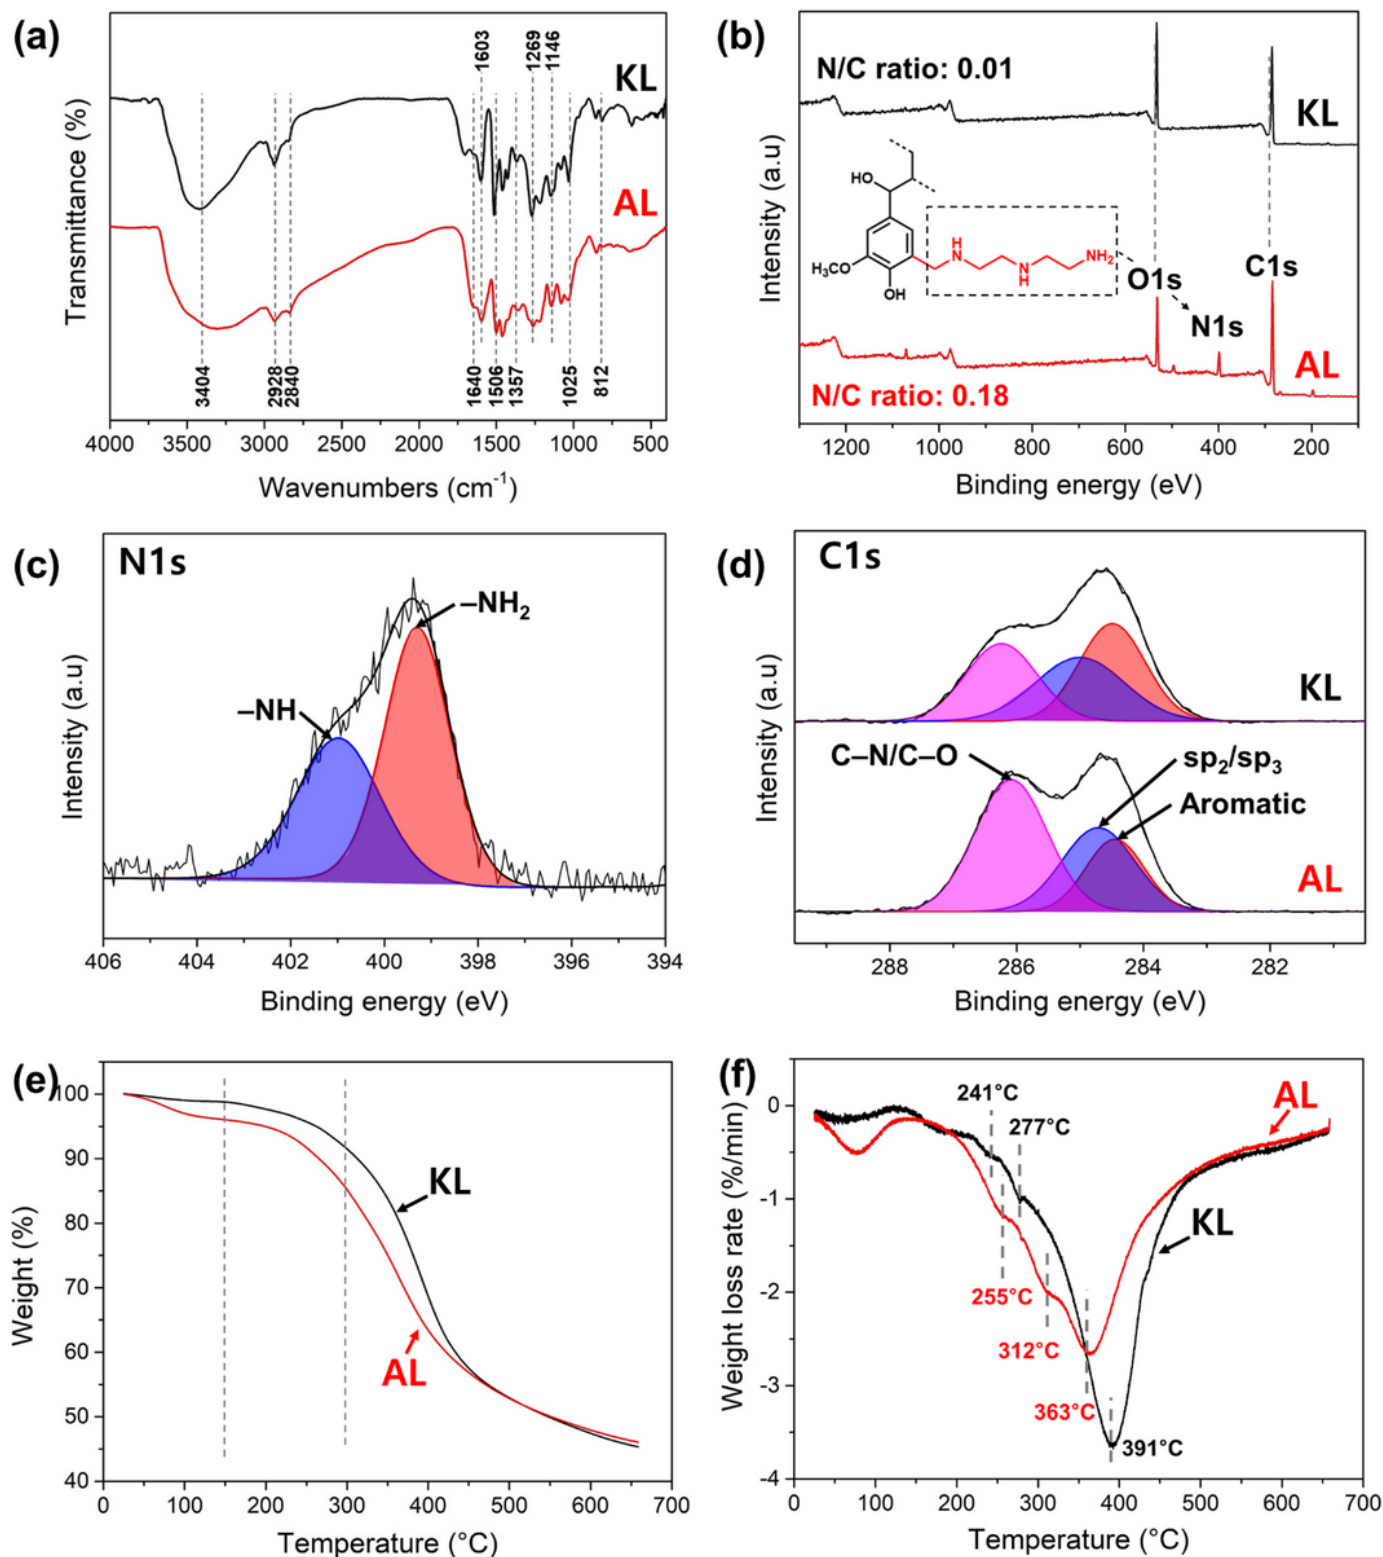 (a)
1603
1269
1146
KL
AL
3404
2928
2840
1640
1506
1357
1025
812
Transmittance (%)
4000 3500 3000 2500 2000 1500 1000 500
Wavenumbers (cm⁻¹)
(b)
N/C ratio: 0.01
KL
HO
H₃CO
OH
H
N
N
H
NH₂
O1s
C1s
N1s
AL
N/C ratio: 0.18
Intensity (a.u)
1200 1000 800 600 400 200
Binding energy (eV)
(c)
N1s
–NH₂
–NH
Intensity (a.u)
406 404 402 400 398 396 394
Binding energy (eV)
(d)
C1s
KL
C–N/C–O
sp₂/sp₃
Aromatic
AL
Intensity (a.u)
288 286 284 282
Binding energy (eV)
(e)
100
90
80
70
60
50
40
KL
AL
Weight (%)
0 100 200 300 400 500 600 700
Temperature (°C)
(f)
0
-1
-2
-3
-4
241°C
277°C
AL
KL
255°C
312°C
363°C
391°C
Weight loss rate (%/min)
0 100 200 300 400 500 600 700
Temperature (°C)